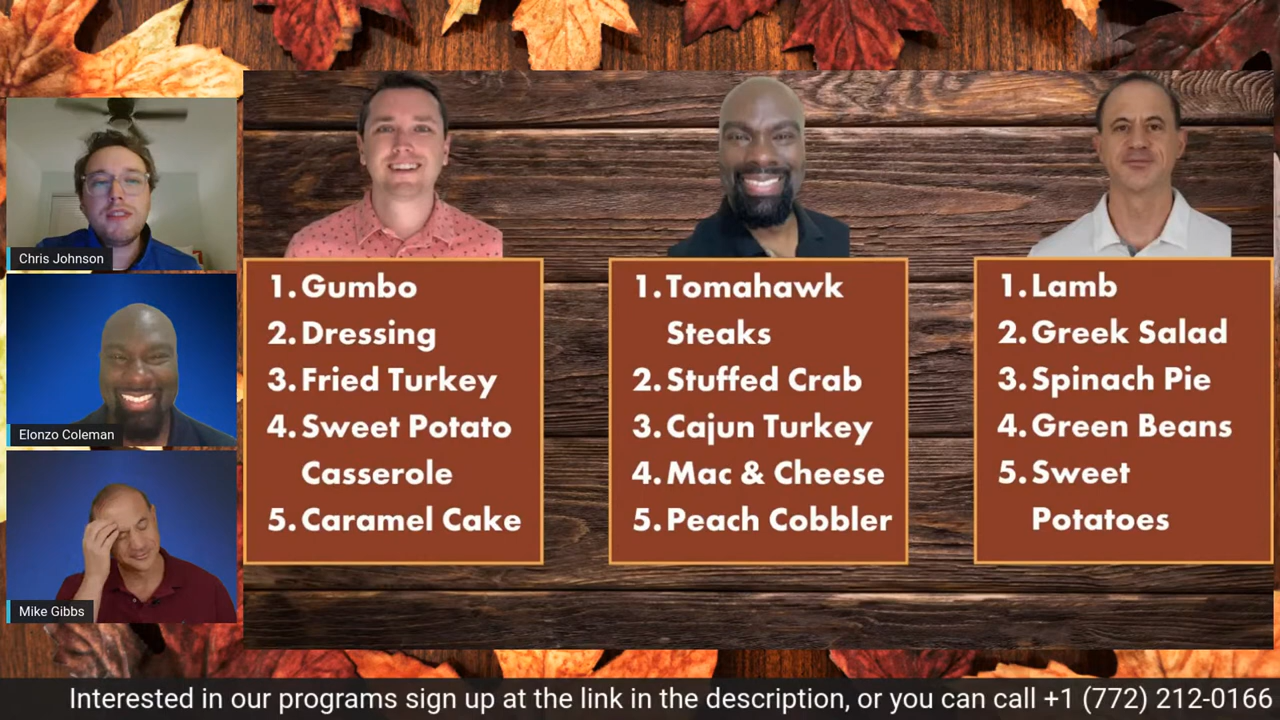 Chris Johnson
Elonzo Coleman
Mike Gibbs
1. Gumbo
2. Dressing
3. Fried Turkey
4. Sweet Potato
Casserole
5. Caramel Cake
1. Tomahawk
Steaks
2. Stuffed Crab
3. Cajun Turkey
4. Mac & Cheese
5. Peach Cobbler
1. Lamb
2. Greek Salad
3. Spinach Pie
4. Green Beans
5. Sweet
Potatoes
Interested in our programs sign up at the link in the description, or you can call +1 (772) 212-0166